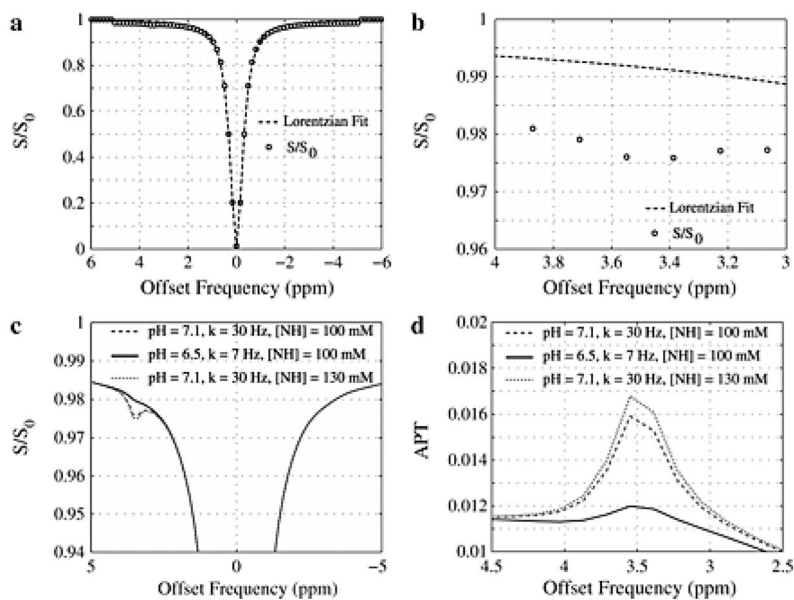 a
S/S0
1
0.8
0.6
0.4
0.2
0
Lorentzian Fit
S/S0
6 4 2 0 −2 −4 −6
Offset Frequency (ppm)
b
S/S0
1
0.99
0.98
0.97
0.96
Lorentzian Fit
S/S0
4 3.8 3.6 3.4 3.2 3
Offset Frequency (ppm)
c
S/S0
1
0.99
0.98
0.97
0.96
0.95
0.94
pH = 7.1, k = 30 Hz, [NH] = 100 mM
pH = 6.5, k = 7 Hz, [NH] = 100 mM
pH = 7.1, k = 30 Hz, [NH] = 130 mM
5 0 −5
Offset Frequency (ppm)
d
APT
0.02
0.018
0.016
0.014
0.012
0.01
pH = 7.1, k = 30 Hz, [NH] = 100 mM
pH = 6.5, k = 7 Hz, [NH] = 100 mM
pH = 7.1, k = 30 Hz, [NH] = 130 mM
4.5 4 3.5 3 2.5
Offset Frequency (ppm)